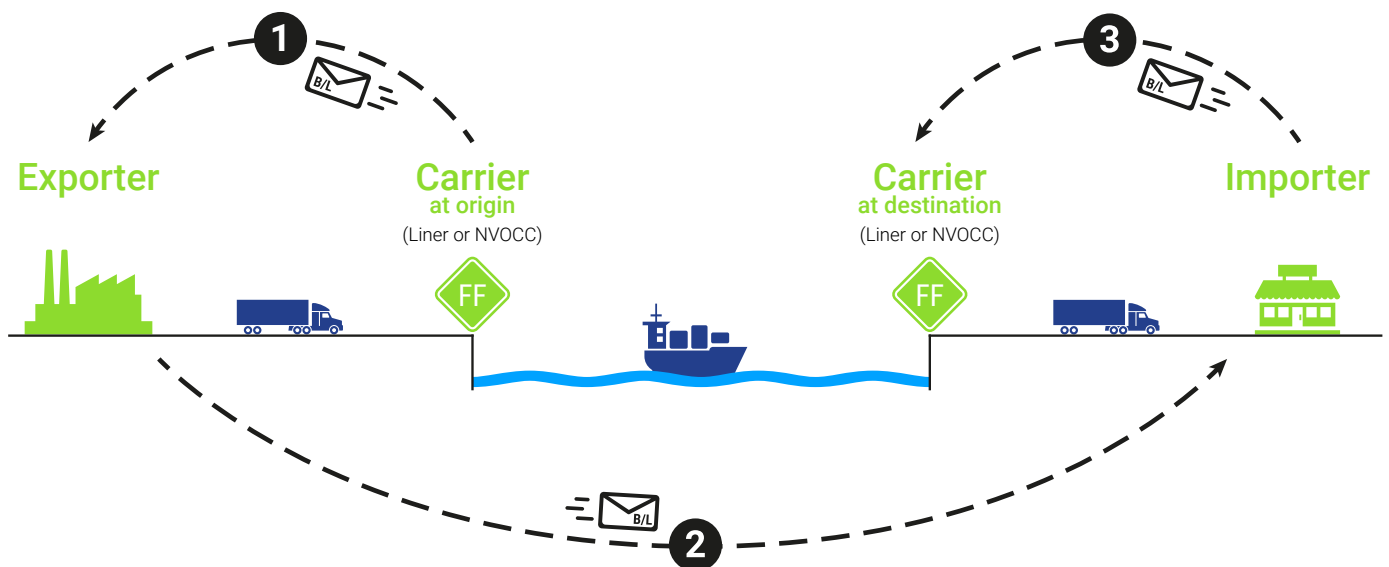 1
B/L
3
B/L
Exporter
Carrier
at origin
(Liner or NVOCC)
Carrier
at destination
(Liner or NVOCC)
Importer
FF
FF
B/L
2